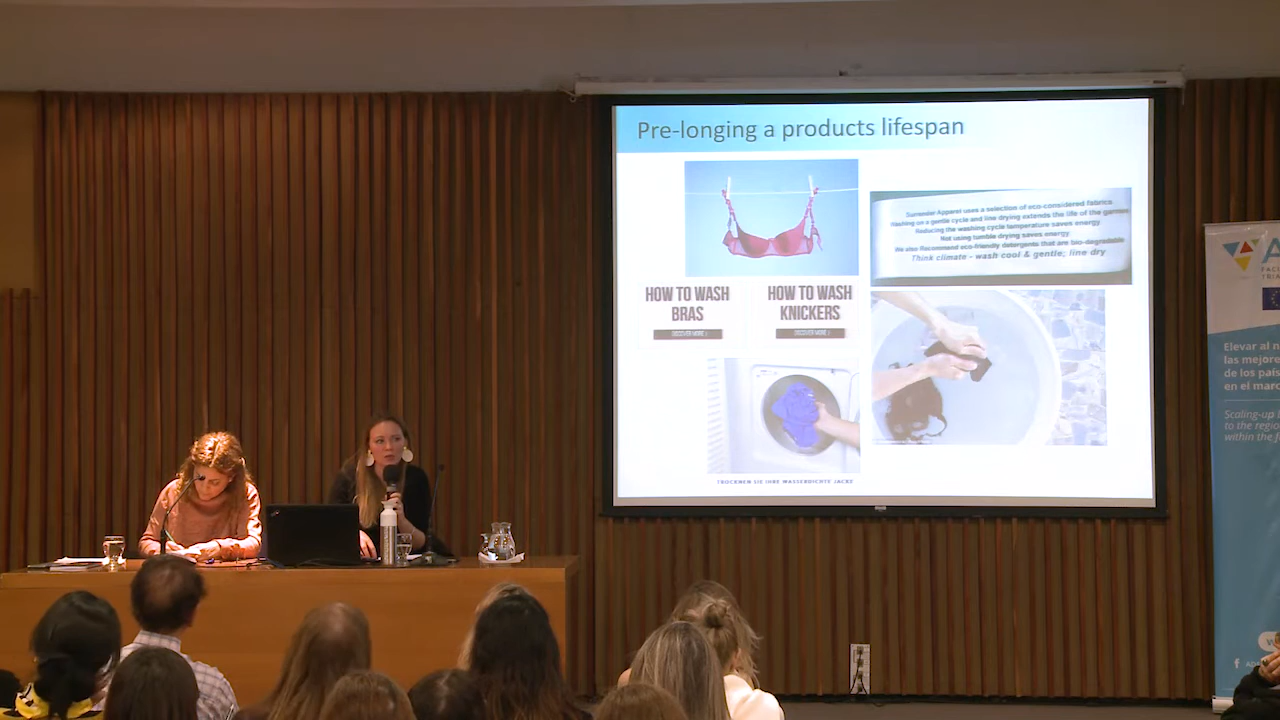 Pre-longing a products lifespan
Surrender Apparel uses a selection of eco-considered fabrics
Washing on a gentle cycle and line drying extends the life of the garment
Reducing the washing cycle temperature saves energy
Not using tumble drying saves energy
We also Recommend eco-friendly detergents that are bio-degradable
Think climate - wash cool & gentle; line dry
HOW TO WASH
BRAS
DISCOVER MORE
HOW TO WASH
KNICKERS
DISCOVER MORE
TROCKNEN SIE IHRE WASSERDICHTE JACKE
Elevar al n
las mejore
de los país
en el marc
Scaling-up
to the regio
within the f